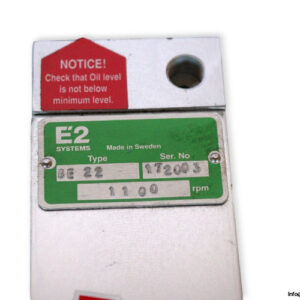 NOTICE!
Check that Oil level
is not below
minimum level.
E2
SYSTEMS
Made in Sweden
Type
Ser. No
BE 22
172003
1100
rpm